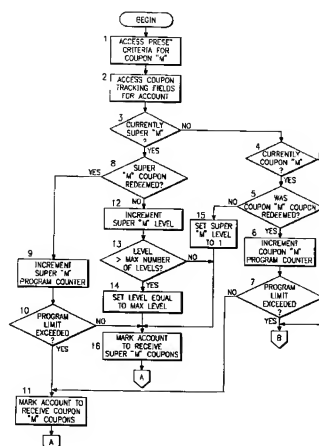 BEGIN
1
ACCESS PRESET
CRITERIA FOR
COUPON "M"
2
ACCESS COUPON
TRACKING FIELDS
FOR ACCOUNT
3
CURRENTLY
SUPER "M"
?
NO
YES
4
CURRENTLY
COUPON "M"
?
YES
8
SUPER
"M" COUPON
REDEEMED?
YES
NO
5
WAS
COUPON "M" COUPON
REDEEMED?
NO
YES
12
INCREMENT
SUPER "M" LEVEL
15
SET SUPER
"M" LEVEL
TO 1
6
INCREMENT
COUPON "M"
PROGRAM COUNTER
13
LEVEL
> MAX NUMBER
OF LEVELS?
NO
YES
9
INCREMENT
SUPER "M"
PROGRAM COUNTER
7
PROGRAM
LIMIT
EXCEEDED
?
NO
YES
14
SET LEVEL EQUAL
TO MAX LEVEL
10
PROGRAM
LIMIT
EXCEEDED
?
NO
YES
16
MARK ACCOUNT
TO RECEIVE
SUPER "M" COUPONS
B
A
11
MARK ACCOUNT TO
RECEIVE COUPON
"M" COUPONS
A